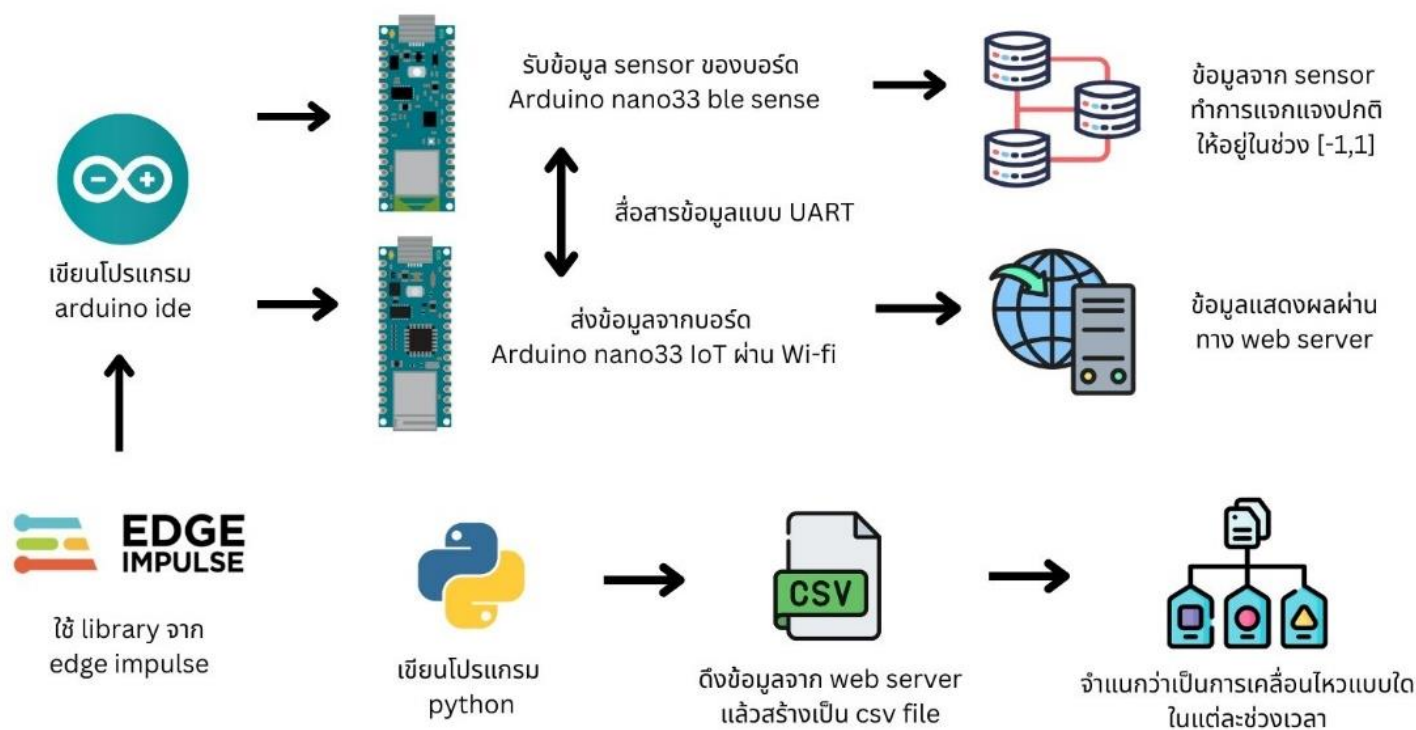 รับข้อมูล sensor ของบอร์ด
Arduino nano33 ble sense
ข้อมูลจาก sensor
ทำการแจกแจงปกติ
ให้อยู่ในช่วง [-1,1]
สื่อสารข้อมูลแบบ UART
เขียนโปรแกรม
arduino ide
ส่งข้อมูลจากบอร์ด
Arduino nano33 IoT ผ่าน Wi-fi
ข้อมูลแสดงผลผ่าน
ทาง web server
EDGE
IMPULSE
ใช้ library จาก
edge impulse
เขียนโปรแกรม
python
CSV
ดึงข้อมูลจาก web server
แล้วสร้างเป็น csv file
จำแนกว่าเป็นการเคลื่อนไหวแบบใด
ในแต่ละช่วงเวลา